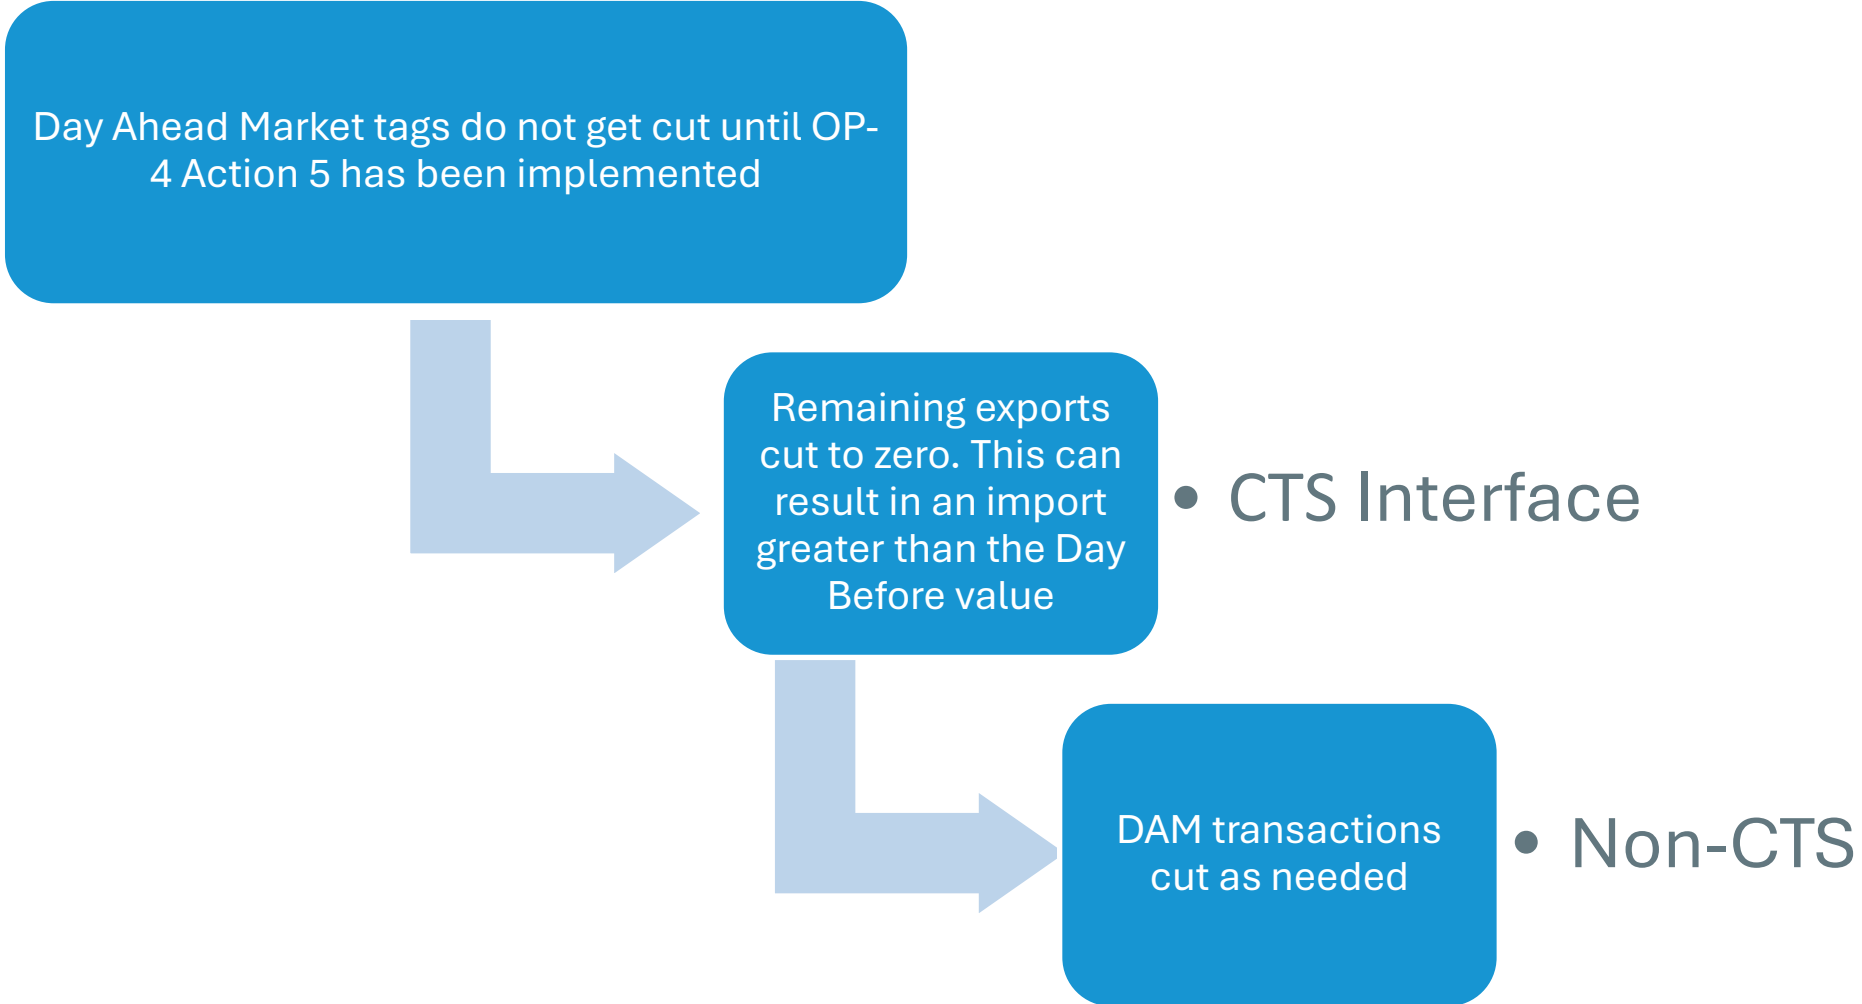 Day Ahead Market tags do not get cut until OP-
4 Action 5 has been implemented
Remaining exports
cut to zero. This can
result in an import
greater than the Day
Before value
• CTS Interface
DAM transactions
cut as needed
• Non-CTS